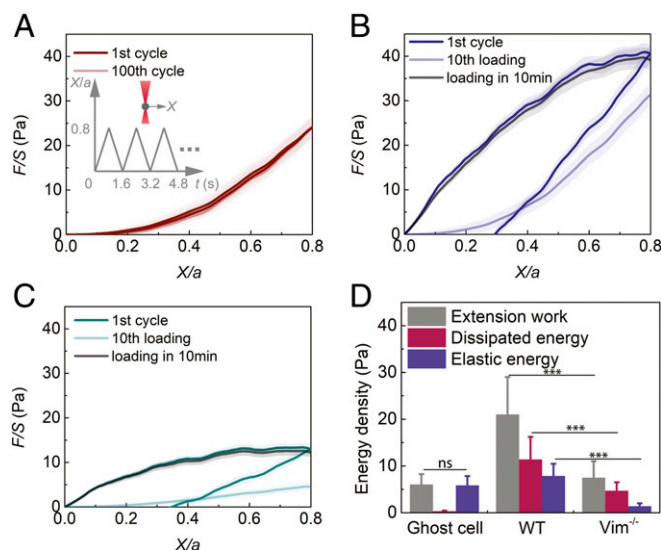 A
1st cycle
100th cycle
X/a
X
0.8
0 1.6 3.2 4.8 t (s)
F/S (Pa)
40
30
20
10
0
0.0 0.2 0.4 0.6 0.8
X/a
B
1st cycle
10th loading
loading in 10min
F/S (Pa)
40
30
20
10
0
0.0 0.2 0.4 0.6 0.8
X/a
C
1st cycle
10th loading
loading in 10min
F/S (Pa)
40
30
20
10
0
0.0 0.2 0.4 0.6 0.8
X/a
D
Extension work
Dissipated energy
Elastic energy
Energy density (Pa)
40
30
20
10
0
ns
***
***
***
Ghost cell WT Vim-/-